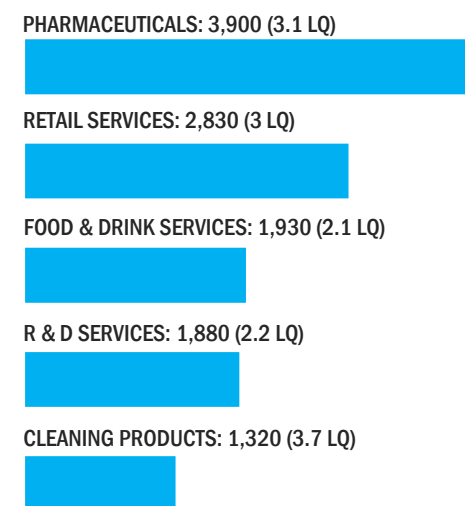 PHARMACEUTICALS: 3,900 (3.1 LQ)
RETAIL SERVICES: 2,830 (3 LQ)
FOOD & DRINK SERVICES: 1,930 (2.1 LQ)
R & D SERVICES: 1,880 (2.2 LQ)
CLEANING PRODUCTS: 1,320 (3.7 LQ)